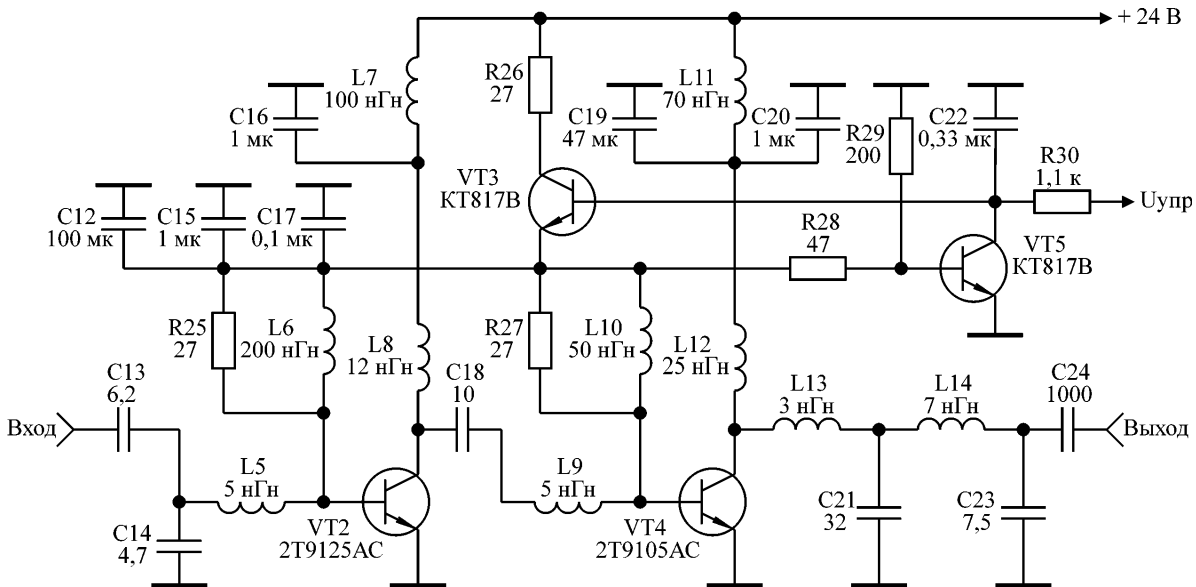 + 24 В
L7
100 нГн
R26
27
L11
70 нГн
C16
1 мк
C19
47 мк
C20
1 мк
R29
200
C22
0,33 мк
R30
1,1 к
VT3
КТ817В
Uупр
C12
100 мк
C15
1 мк
C17
0,1 мк
R28
47
VT5
КТ817В
R25
27
L6
200 нГн
L8
12 нГн
R27
27
L10
50 нГн
L12
25 нГн
C13
6,2
C18
10
L13
3 нГн
L14
7 нГн
C24
1000
Вход
Выход
L5
5 нГн
L9
5 нГн
C14
4,7
VT2
2Т9125АС
VT4
2Т9105АС
C21
32
C23
7,5